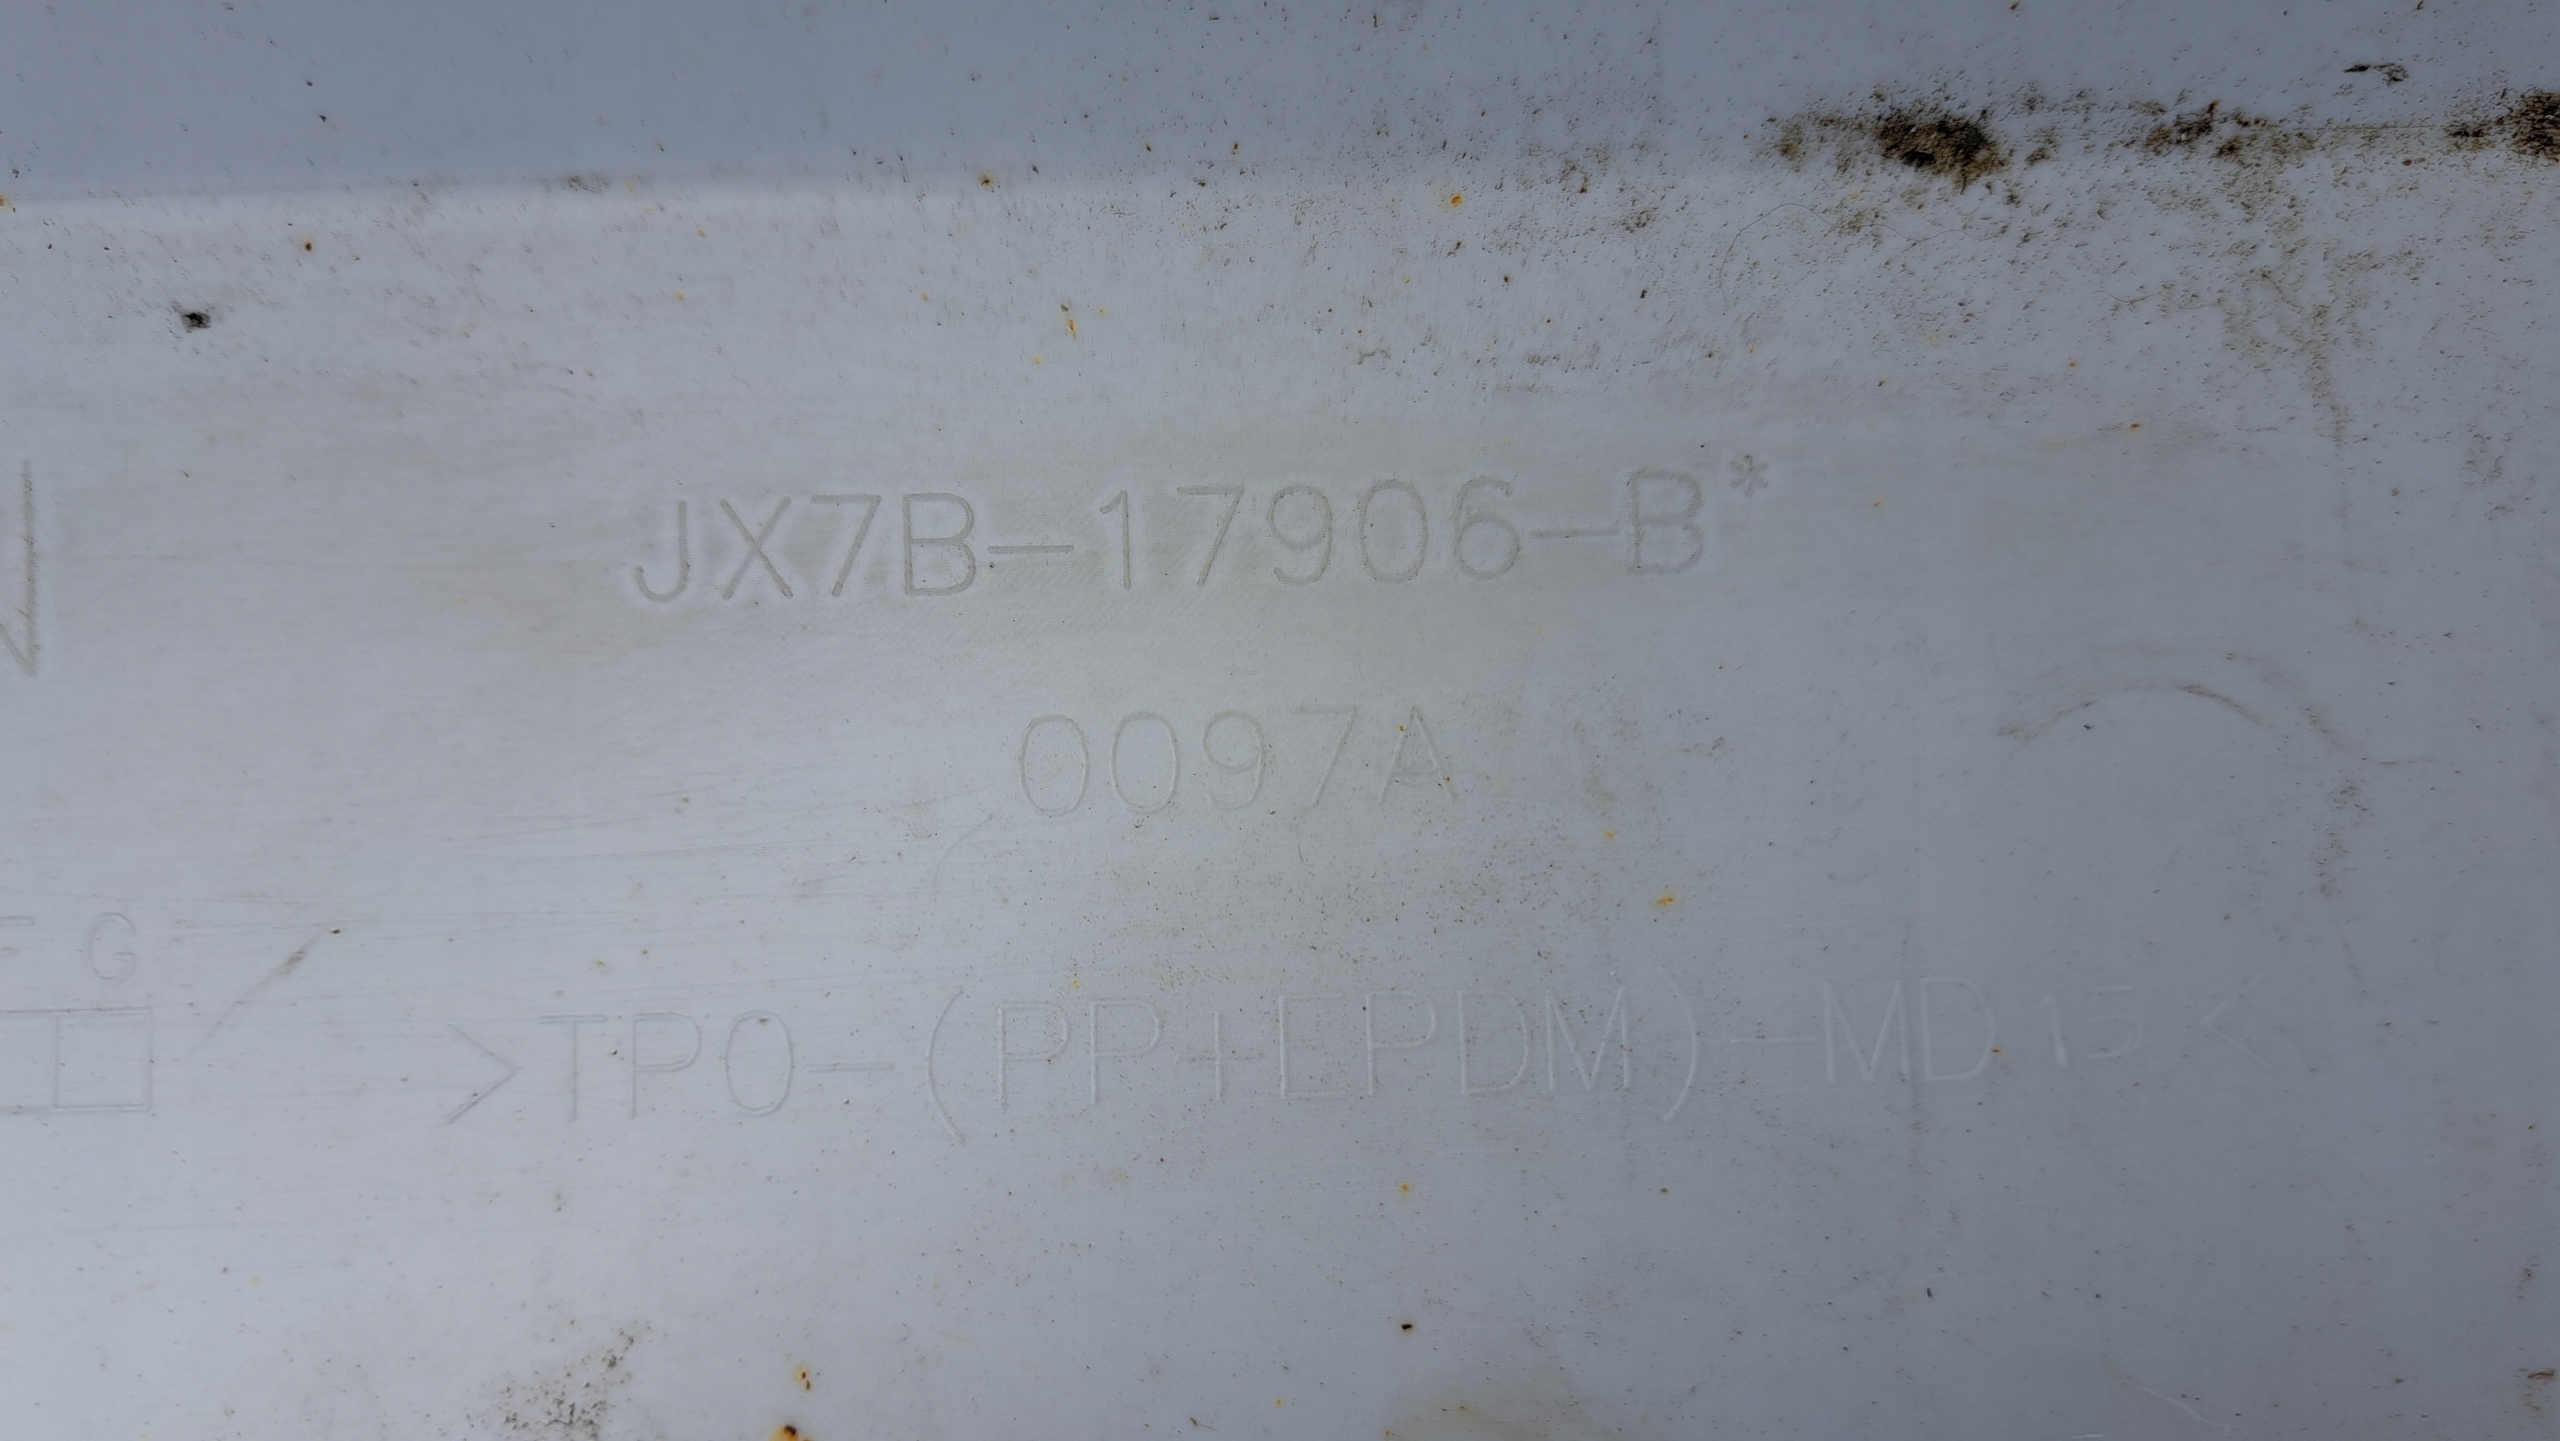 JX7B-17906-B*
0097A
F G
>TPO-(PP+EPDM)-MD15<